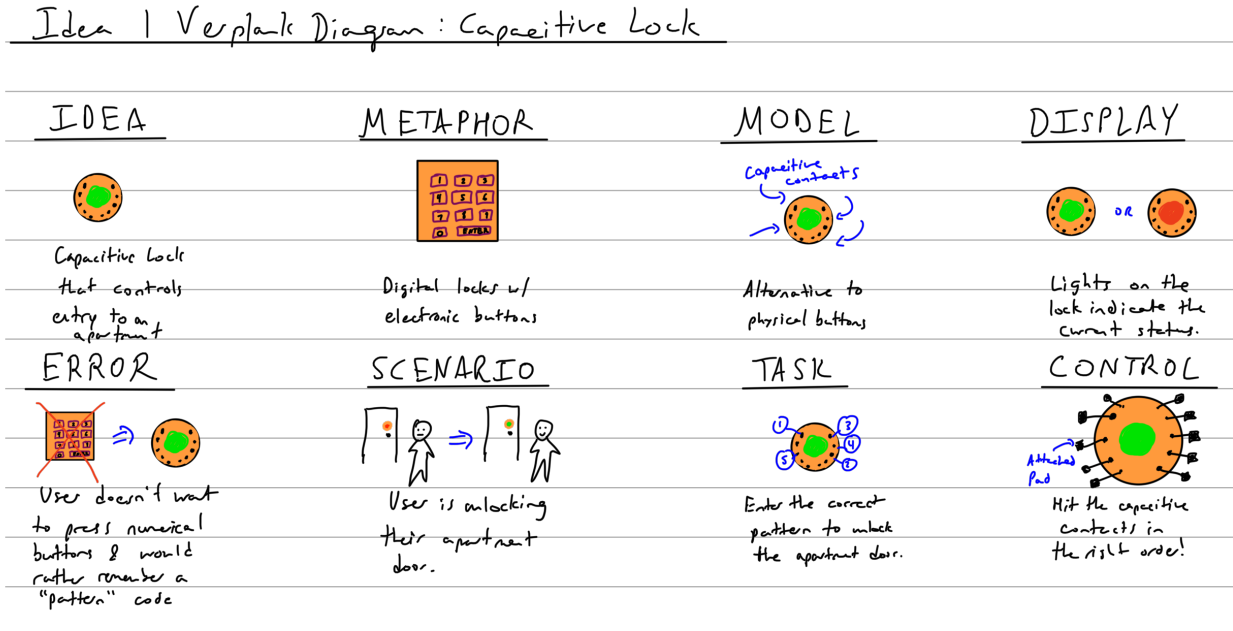 Idea 1 Verplank Diagram: Capacitive Lock
IDEA
Capacitive Lock
that controls
entry to an
apartment
METAPHOR
1 2 3
4 5 6
7 8 9
0 ENTER
Digital locks w/
electronic buttons
MODEL
Capacitive
contacts
Alternative to
physical buttons
DISPLAY
OR
Lights on the
lock indicate the
current status.
ERROR
User doesn't want
to press numerical
buttons & would
rather remember a
"pattern" code
SCENARIO
User is unlocking
their apartment
door.
TASK
1 3
4
5 2
Enter the correct
pattern to unlock
the apartment door.
CONTROL
Attached
Pad
Hit the capacitive
contacts in
the right order!